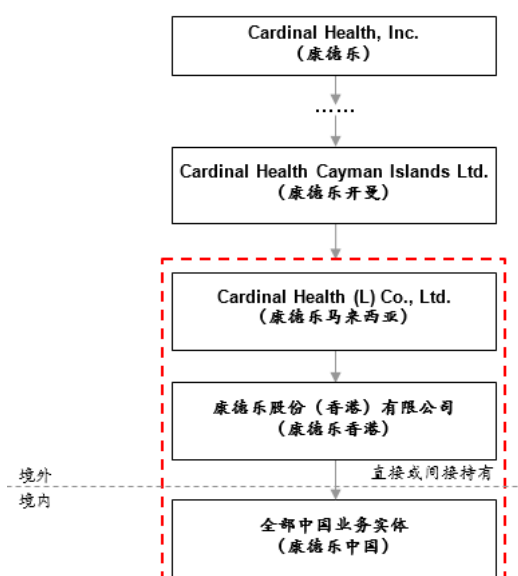 Cardinal Health, Inc.
（康德乐）
······
Cardinal Health Cayman Islands Ltd.
（康德乐开曼）
Cardinal Health (L) Co., Ltd.
（康德乐马来西亚）
康德乐股份（香港）有限公司
（康德乐香港）
境外
直接或间接持有
境内
全部中国业务实体
（康德乐中国）